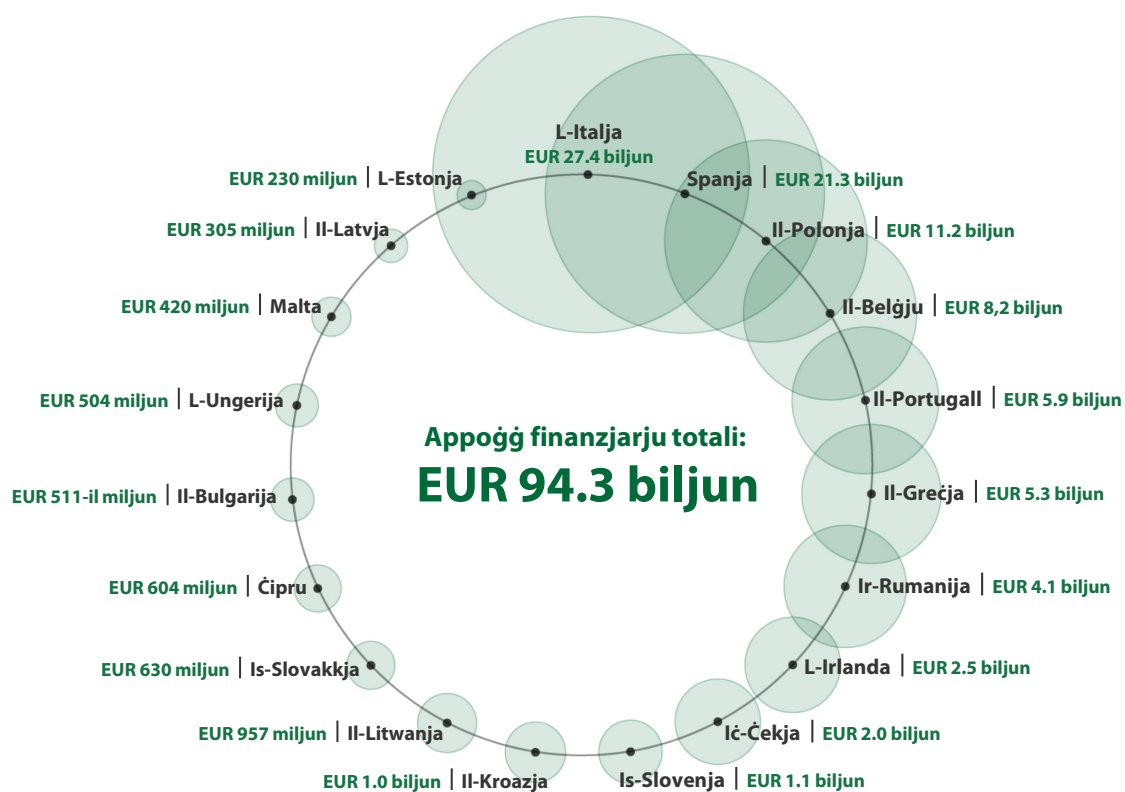 L-Italja
EUR 27.4 biljun
Spanja | EUR 21.3 biljun
Il-Polonja | EUR 11.2 biljun
Il-Belġju | EUR 8,2 biljun
Il-Portugall | EUR 5.9 biljun
Il-Greċja | EUR 5.3 biljun
Ir-Rumanija | EUR 4.1 biljun
L-Irlanda | EUR 2.5 biljun
Iċ-Ċekja | EUR 2.0 biljun
Is-Slovenja | EUR 1.1 biljun
EUR 1.0 biljun | Il-Kroazja
EUR 957 miljun | Il-Litwanja
EUR 630 miljun | Is-Slovakkja
EUR 604 miljun | Ċipru
EUR 511-il miljun | Il-Bulgarija
EUR 504 miljun | L-Ungerija
EUR 420 miljun | Malta
EUR 305 miljun | Il-Latvja
EUR 230 miljun | L-Estonja
Appoġġ finanzjarju totali:
EUR 94.3 biljun